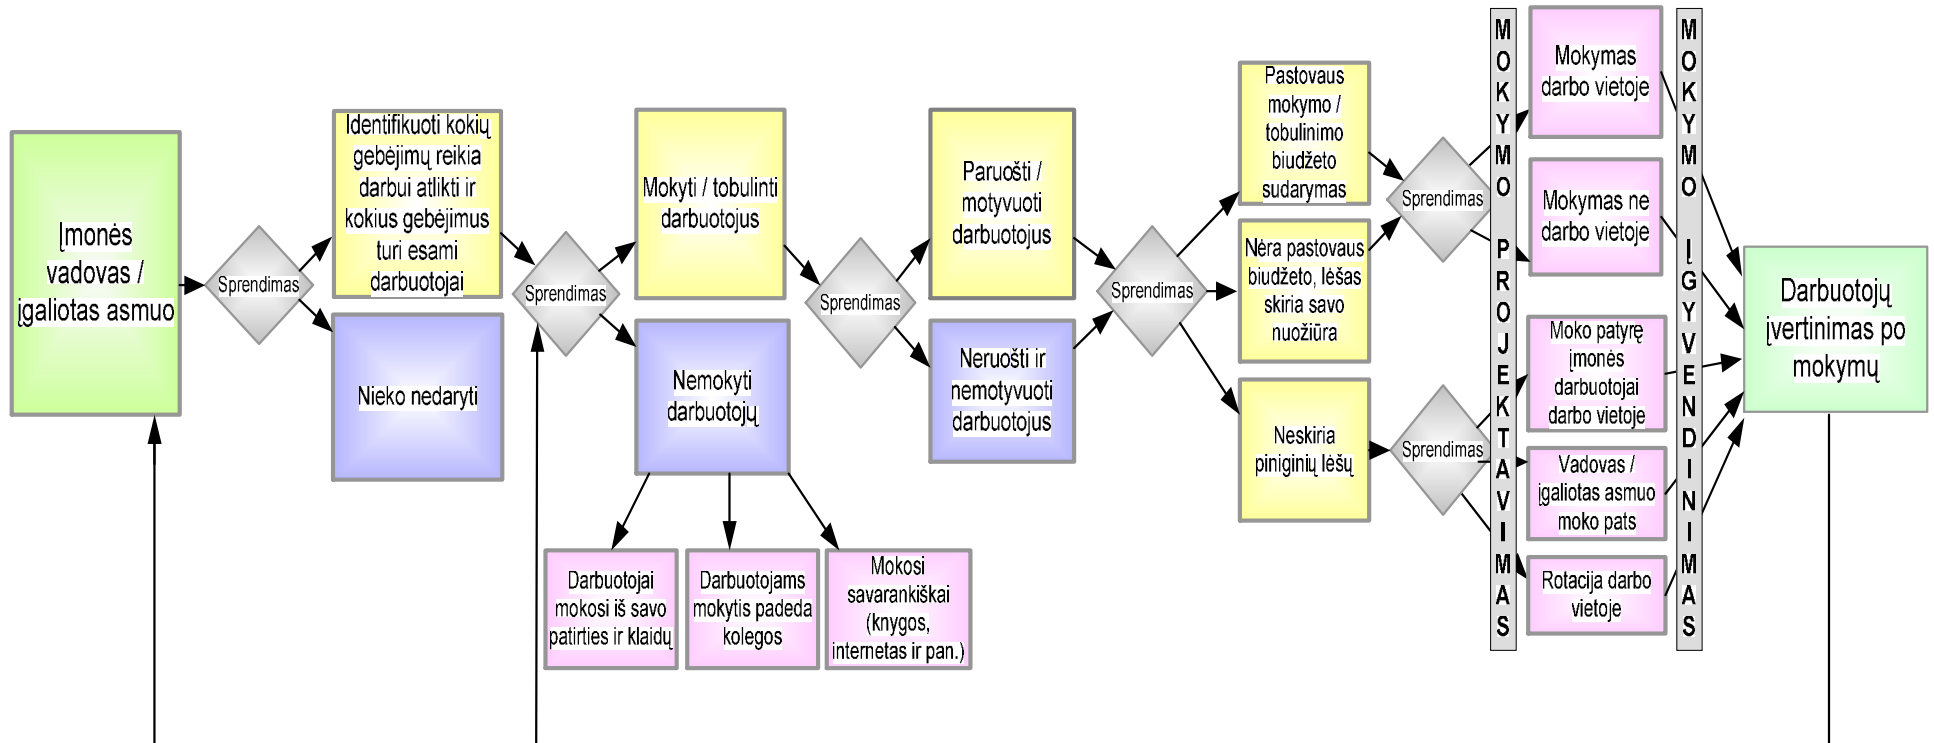 Įmonės
vadovas /
įgaliotas asmuo
Sprendimas
Identifikuoti kokių
gebėjimų reikia
darbui atlikti ir
kokius gebėjimus
turi esami
darbuotojai
Nieko nedaryti
Sprendimas
Mokyti / tobulinti
darbuotojus
Nemokyti
darbuotojų
Darbuotojai
mokosi iš savo
patirties ir klaidų
Darbuotojams
mokytis padeda
kolegos
Mokosi
savarankiškai
(knygos,
internetas ir pan.)
Sprendimas
Paruošti /
motyvuoti
darbuotojus
Neruošti ir
nemotyvuoti
darbuotojus
Sprendimas
Pastovaus
mokymo /
tobulinimo
biudžeto
sudarymas
Nėra pastovaus
biudžeto, lėšas
skiria savo
nuožiūra
Neskiria
piniginių lėšų
Sprendimas
Sprendimas
MOKYMO PROJEKTAVIMAS
Mokymas
darbo vietoje
Mokymas ne
darbo vietoje
Moko patyrę
įmonės
darbuotojai
darbo vietoje
Vadovas /
įgaliotas asmuo
moko pats
Rotacija darbo
vietoje
MOKYMO ĮGYVENDINIMAS
Darbuotojų
įvertinimas po
mokymų